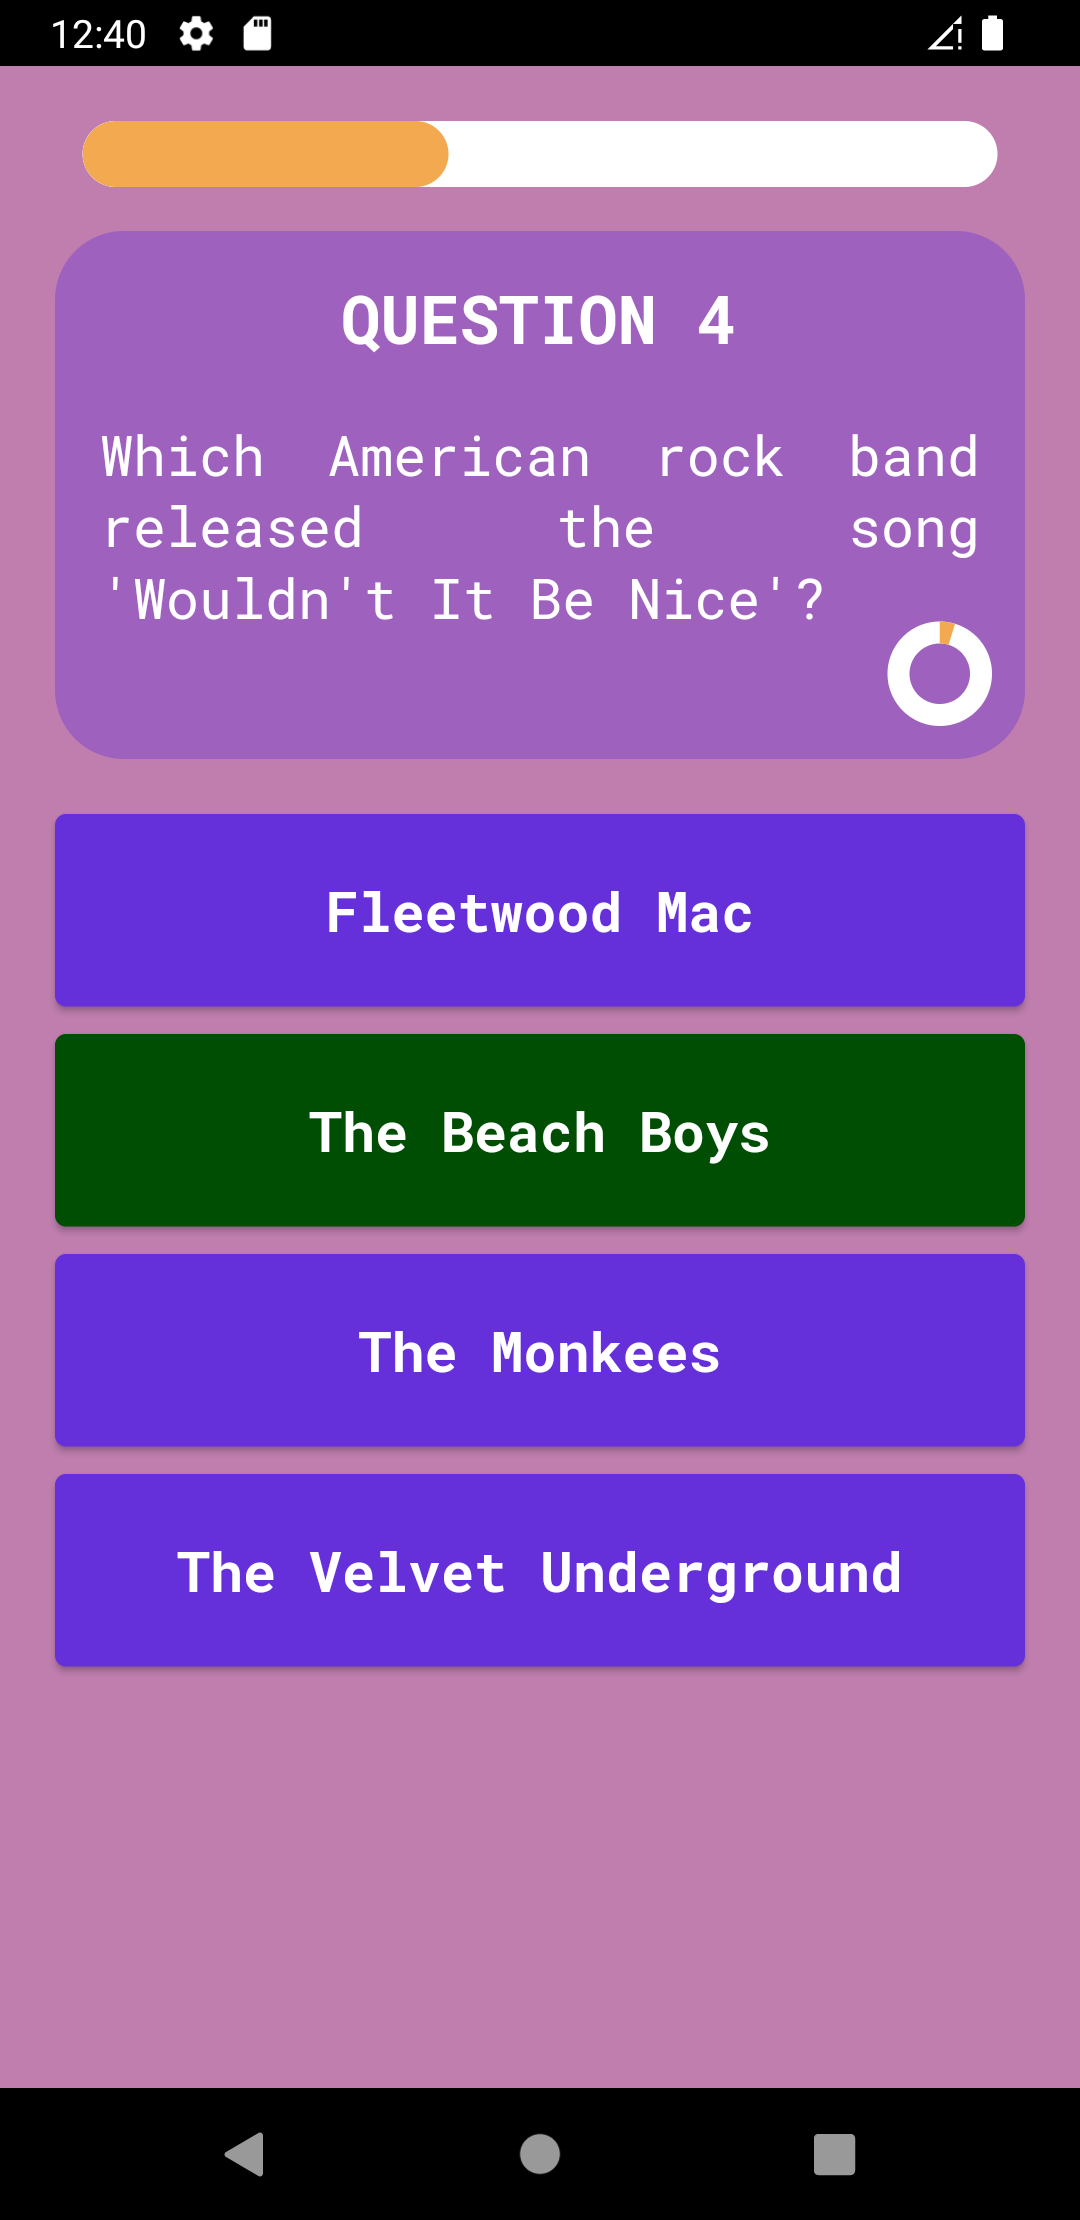 12:40
QUESTION 4
Which American rock band
released the song
'Wouldn't It Be Nice'?
Fleetwood Mac
The Beach Boys
The Monkees
The Velvet Underground